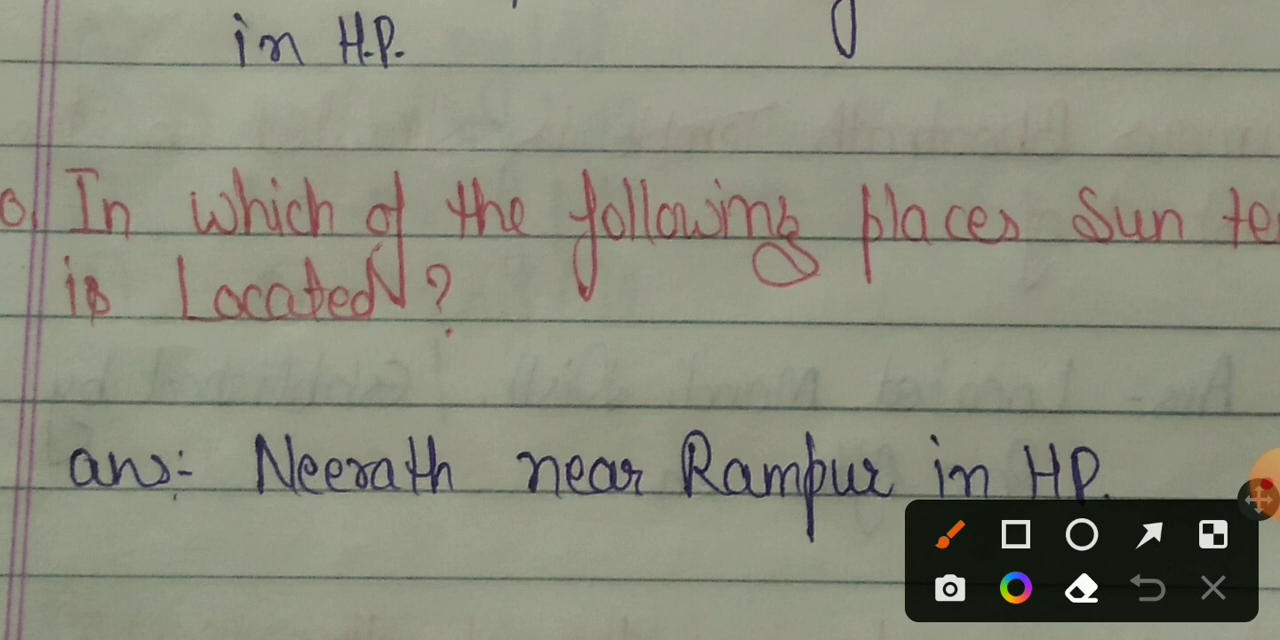 in H.P.
In which of the following places Sun te
is Located?
ans:- Neerath near Rampur in HP.